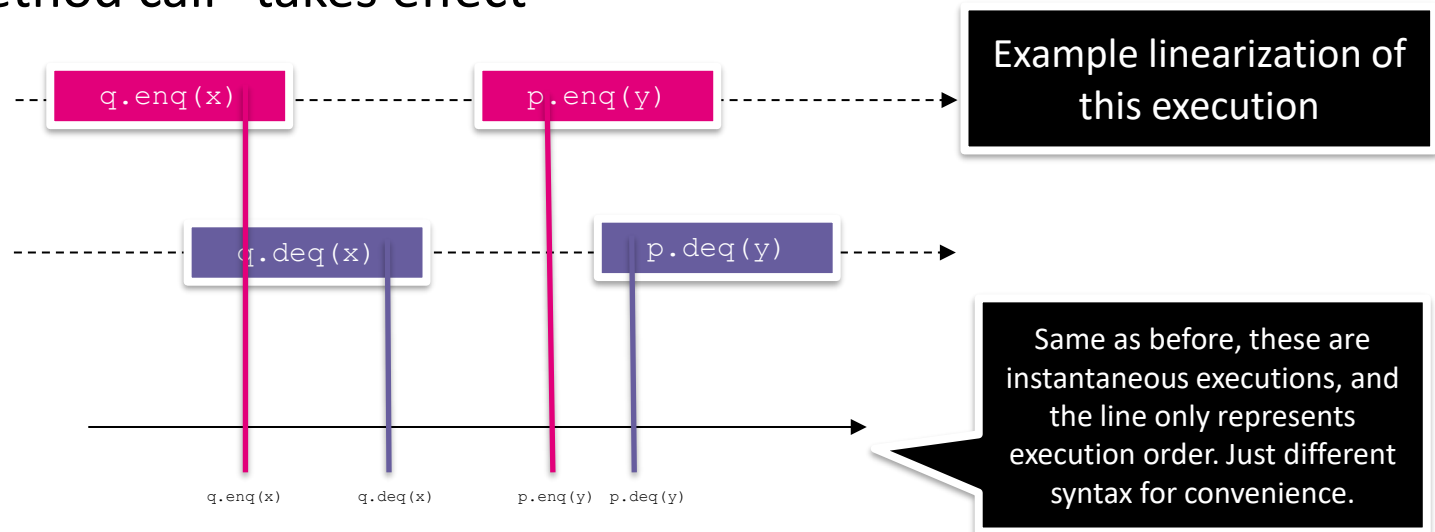 method call "takes effect"
q.enq(x)
p.enq(y)
Example linearization of
this execution
q.deq(x)
p.deq(y)
Same as before, these are
instantaneous executions, and
the line only represents
execution order. Just different
syntax for convenience.
q.enq(x)
q.deq(x)
p.enq(y)
p.deq(y)